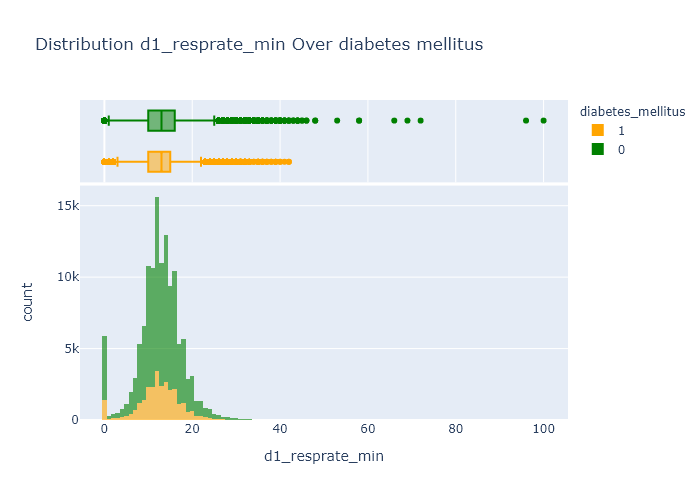 Distribution d1_resprate_min Over diabetes mellitus
diabetes_mellitus
1
0
15k
10k
5k
0
count
0
20
40
60
80
100
d1_resprate_min